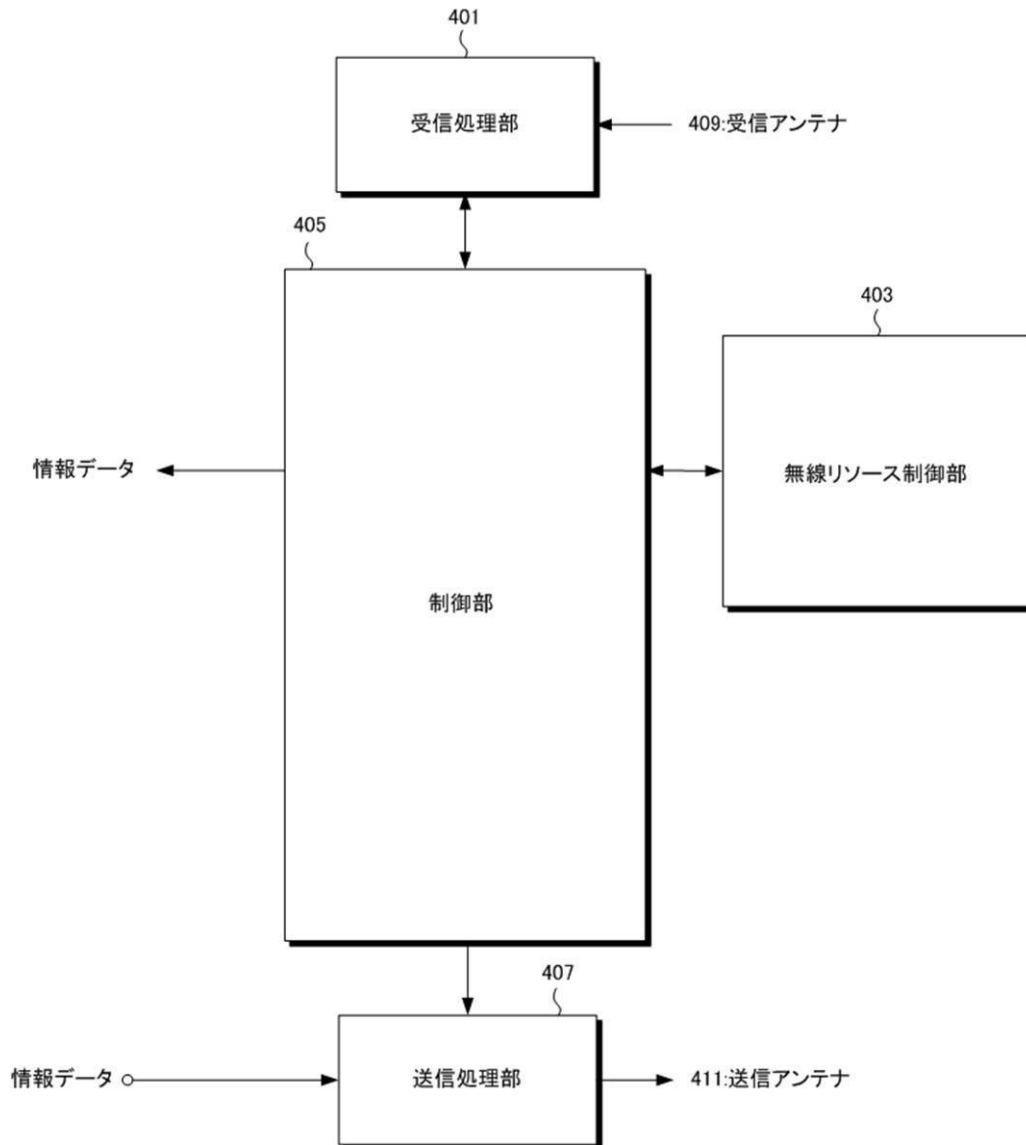 401
受信処理部
409:受信アンテナ
405
403
情報データ
無線リソース制御部
制御部
407
情報データ
送信処理部
411:送信アンテナ